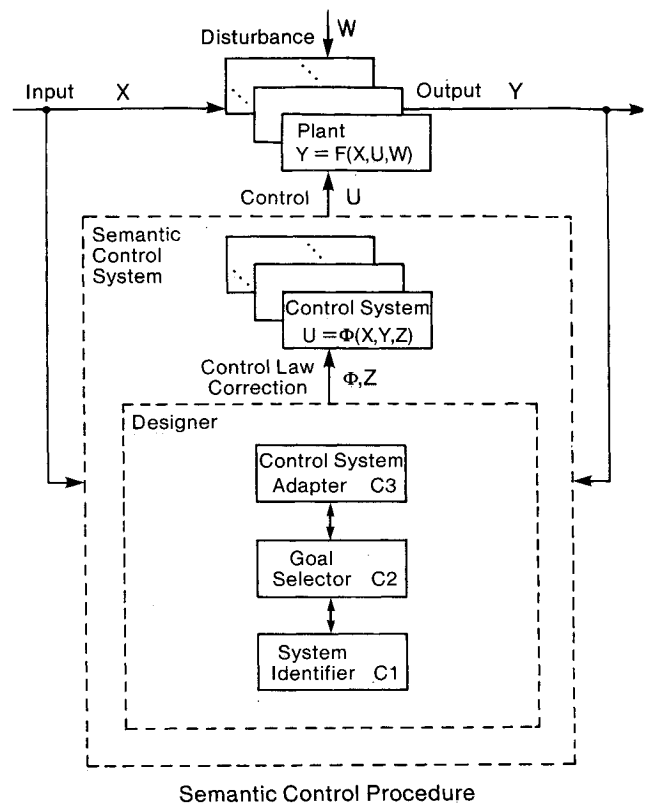 W
Disturbance
Input X
Output Y
Plant
Y = F(X,U,W)
Control U
Semantic
Control
System
Control System
U = Φ(X,Y,Z)
Control Law
Correction
Φ,Z
Designer
Control System
Adapter C3
Goal
Selector C2
System
Identifier C1
Semantic Control Procedure